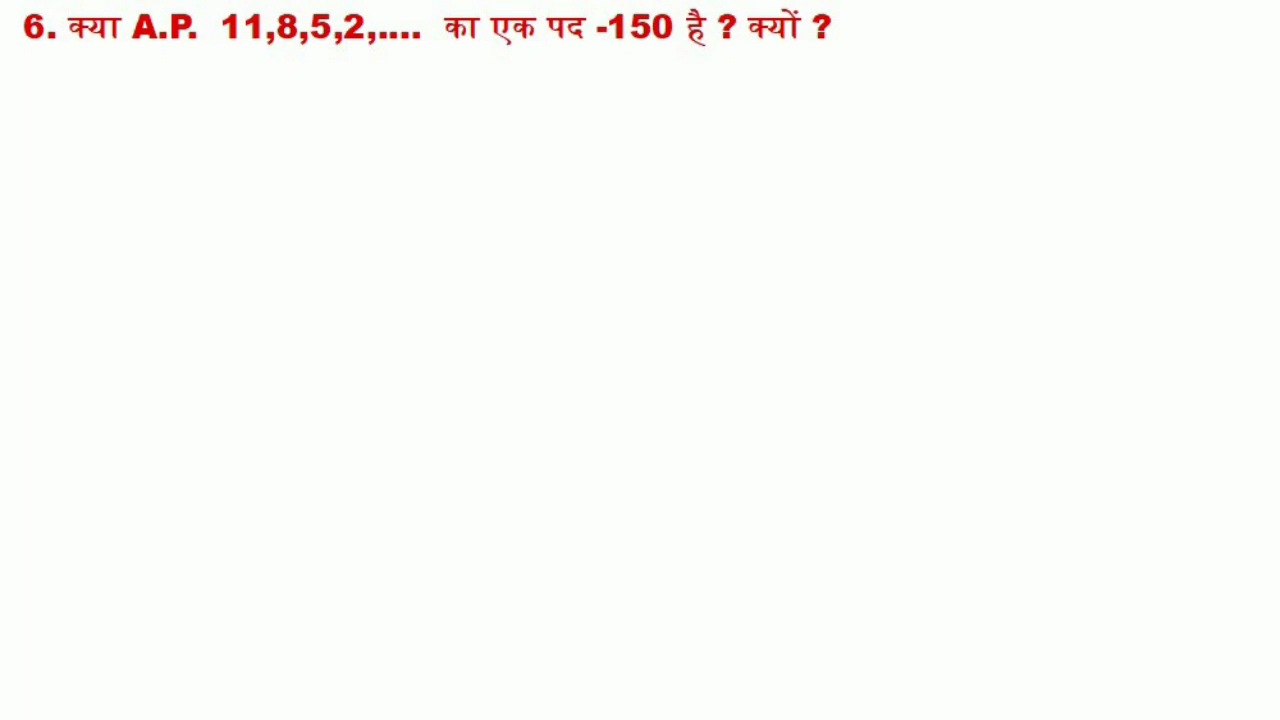 6. क्या A.P. 11,8,5,2,.... का एक पद -150 है ? क्यों ?